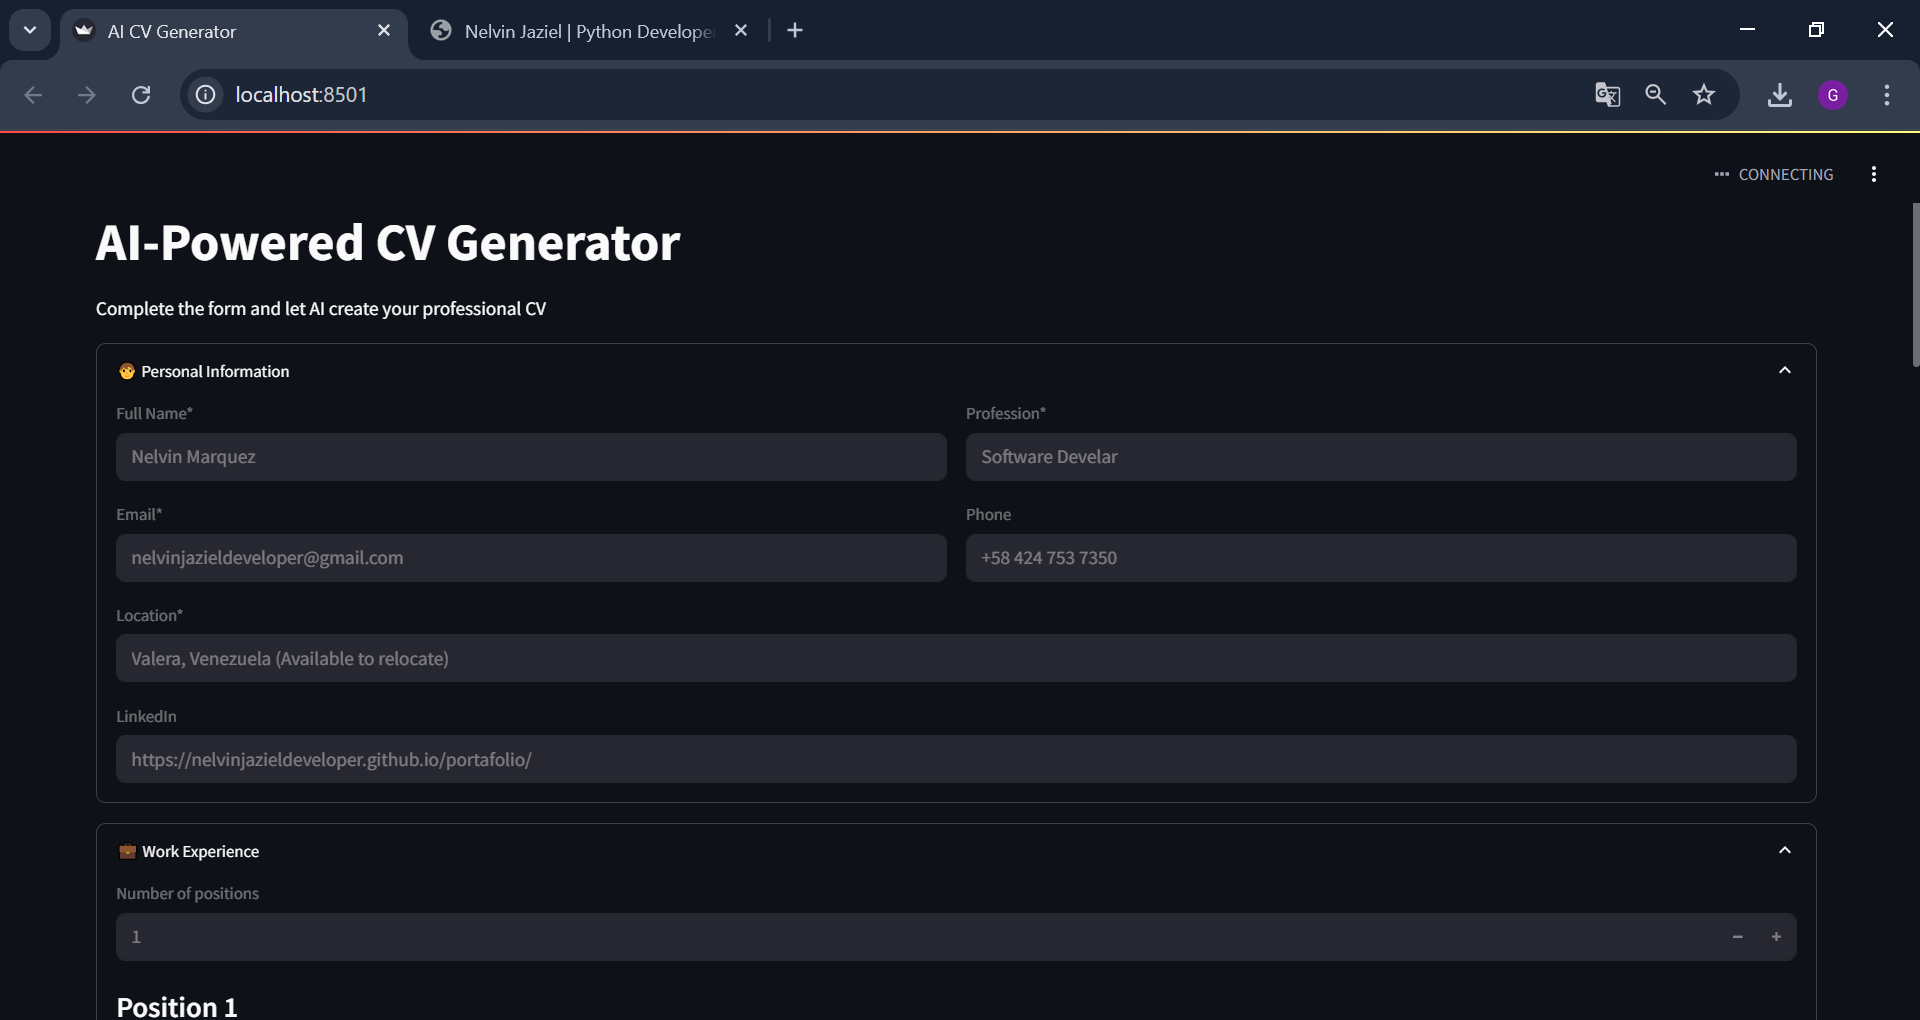 AI CV Generator
Nelvin Jaziel | Python Develope
localhost:8501
G
CONNECTING
AI-Powered CV Generator
Complete the form and let AI create your professional CV
Personal Information
Full Name* Profession*
Nelvin Marquez Software Develar
Email* Phone
nelvinjazieldeveloper@gmail.com +58 424 753 7350
Location*
Valera, Venezuela (Available to relocate)
LinkedIn
https://nelvinjazieldeveloper.github.io/portafolio/
Work Experience
Number of positions
1
Position 1